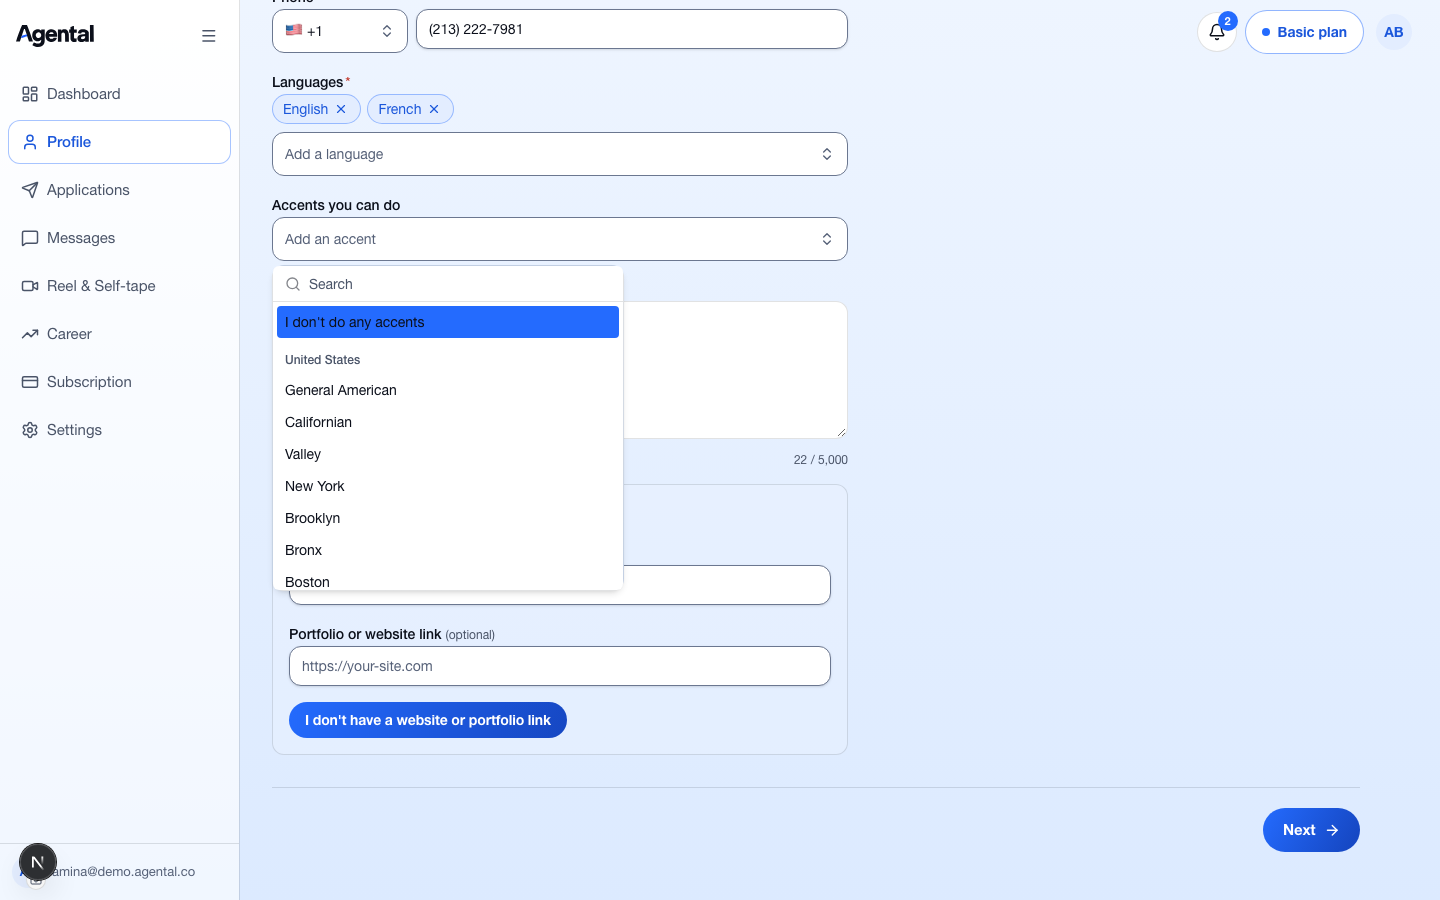 Agental
Dashboard
Profile
Applications
Messages
Reel & Self-tape
Career
Subscription
Settings
amina@demo.agental.co
2
Basic plan
AB
Phone
+1
(213) 222-7981
Languages*
English
French
Add a language
Accents you can do
Add an accent
Search
I don't do any accents
United States
General American
Californian
Valley
New York
Brooklyn
Bronx
Boston
22 / 5,000
Portfolio or website link (optional)
https://your-site.com
I don't have a website or portfolio link
Next
N